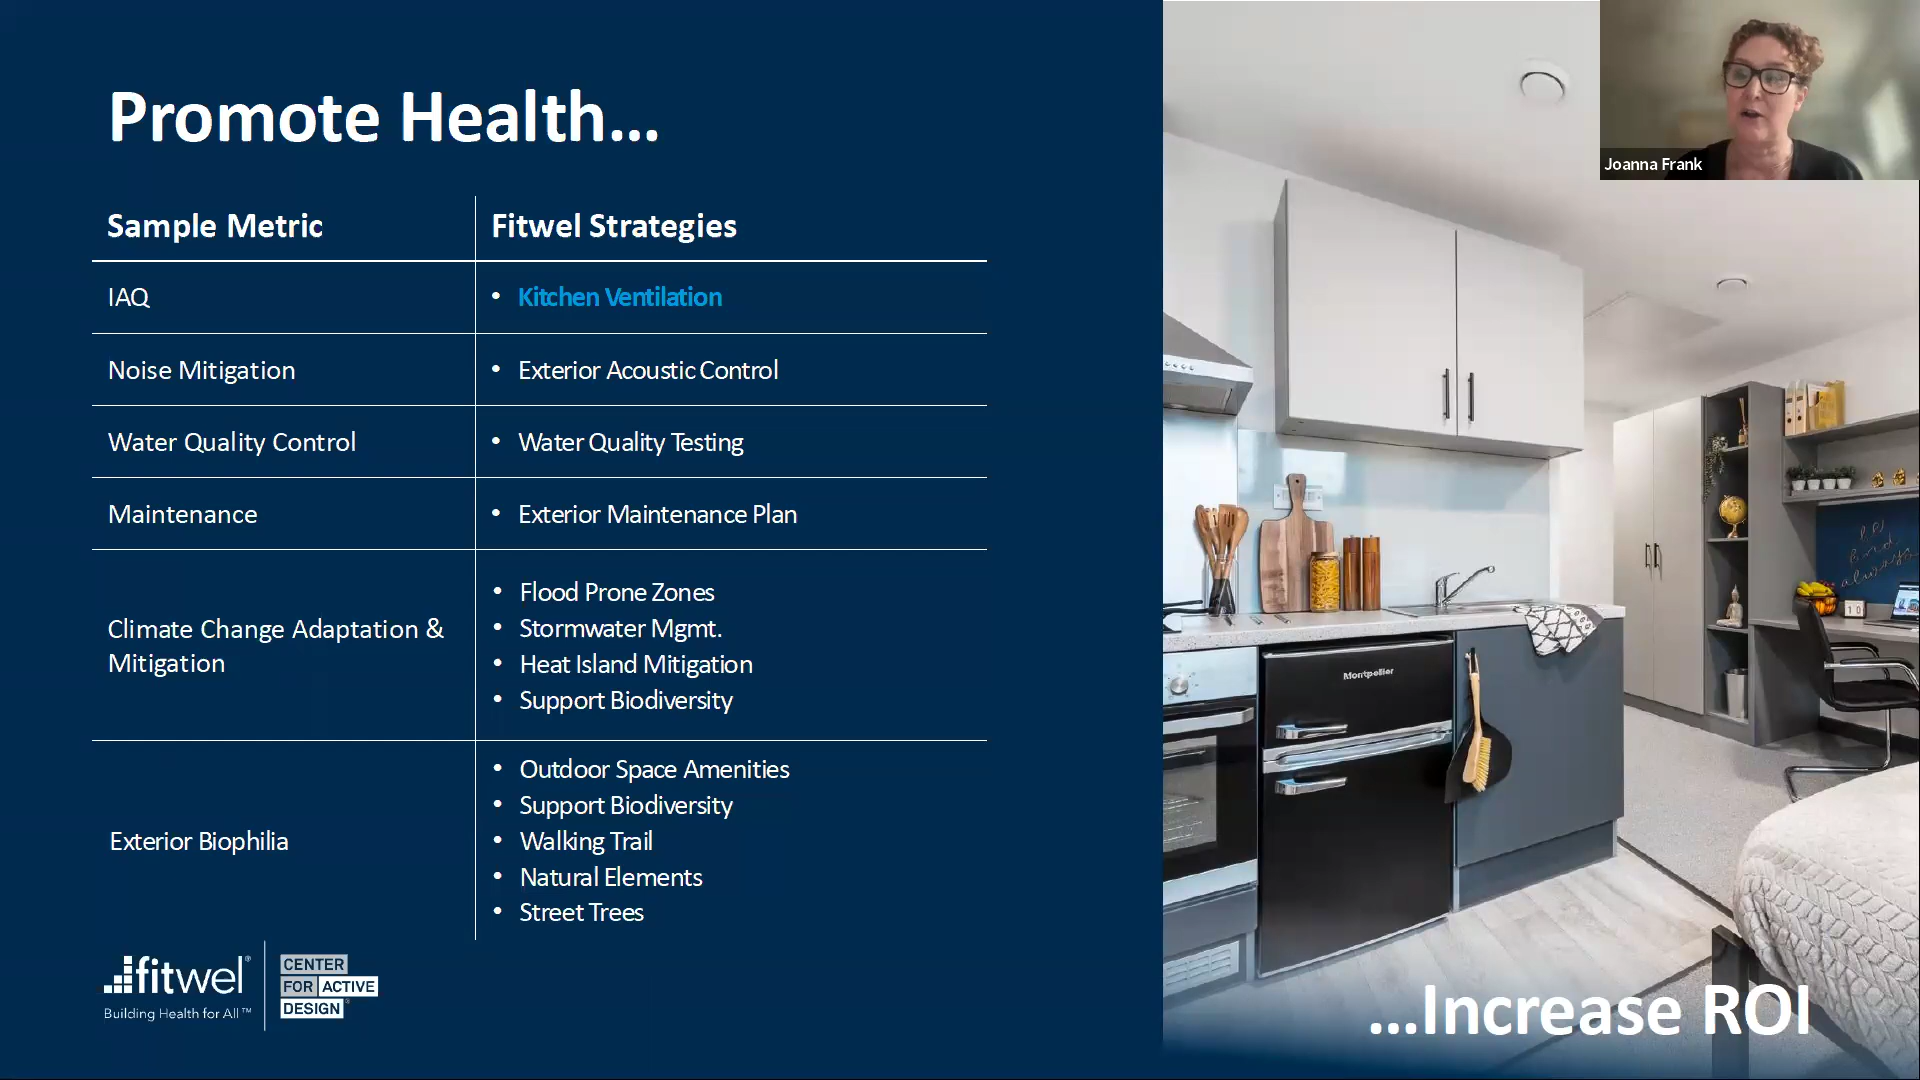 Promote Health...
Joanna Frank
Sample Metric
Fitwel Strategies
IAQ
• Kitchen Ventilation
Noise Mitigation
• Exterior Acoustic Control
Water Quality Control
• Water Quality Testing
Maintenance
• Exterior Maintenance Plan
Climate Change Adaptation &
Mitigation
• Flood Prone Zones
• Stormwater Mgmt.
• Heat Island Mitigation
• Support Biodiversity
Exterior Biophilia
• Outdoor Space Amenities
• Support Biodiversity
• Walking Trail
• Natural Elements
• Street Trees
fitwel®
Building Health for All™
CENTER
FOR ACTIVE
DESIGN®
Montpellier
10
...Increase ROI